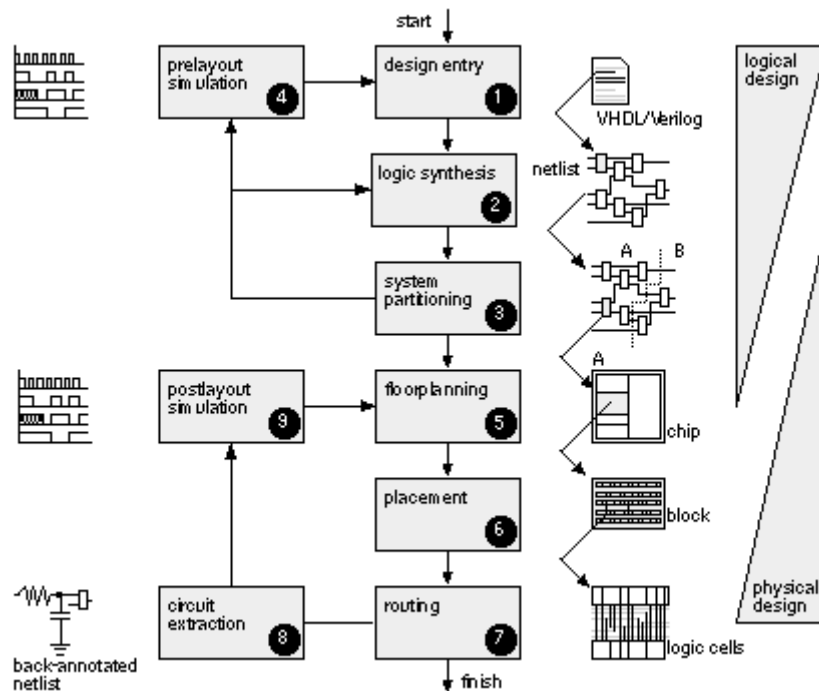 start
prelayout
simulation
4
design entry
1
VHDL/Verilog
logical
design
logic synthesis
2
netlist
system
partitioning
3
A B
postlayout
simulation
9
floorplanning
5
A
chip
placement
6
block
circuit
extraction
8
routing
7
logic cells
physical
design
back-annotated
netlist
finish